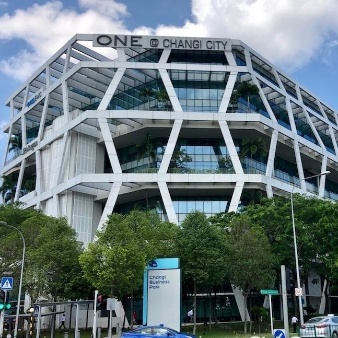 ONE @ CHANGI CITY
Changi
Business
Park